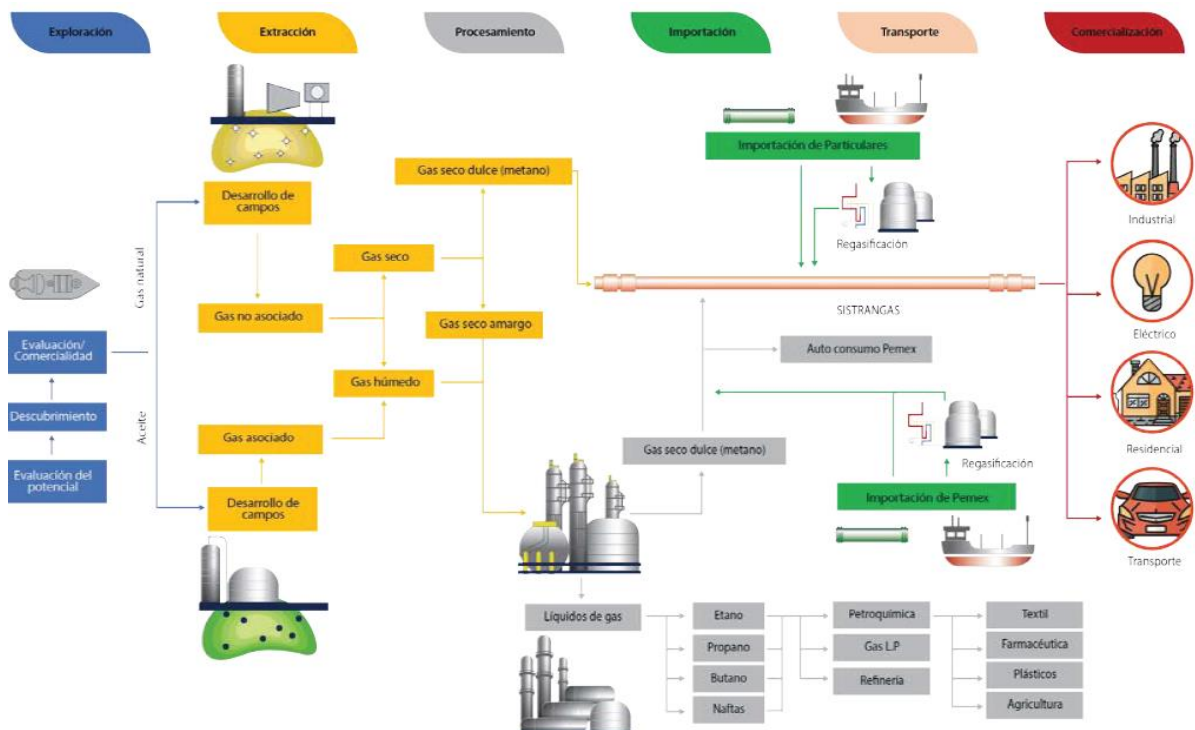 Exploración
Extracción
Procesamiento
Importación
Transporte
Comercialización
Importación de Particulares
Gas seco dulce (metano)
Desarrollo de
campos
Industrial
Regasificación
Gas natural
Gas seco
SISTRANGAS
Gas no asociado
Gas seco amargo
Eléctrico
Evaluación/
Comercialidad
Auto consumo Pemex
Gas húmedo
Descubrimiento
Aceite
Gas asociado
Gas seco dulce (metano)
Residencial
Regasificación
Evaluación del
potencial
Desarrollo de
campos
Importación de Pemex
Transporte
Líquidos de gas
Etano
Petroquímica
Textil
Propano
Gas L.P
Farmacéutica
Butano
Refinería
Plásticos
Naftas
Agricultura